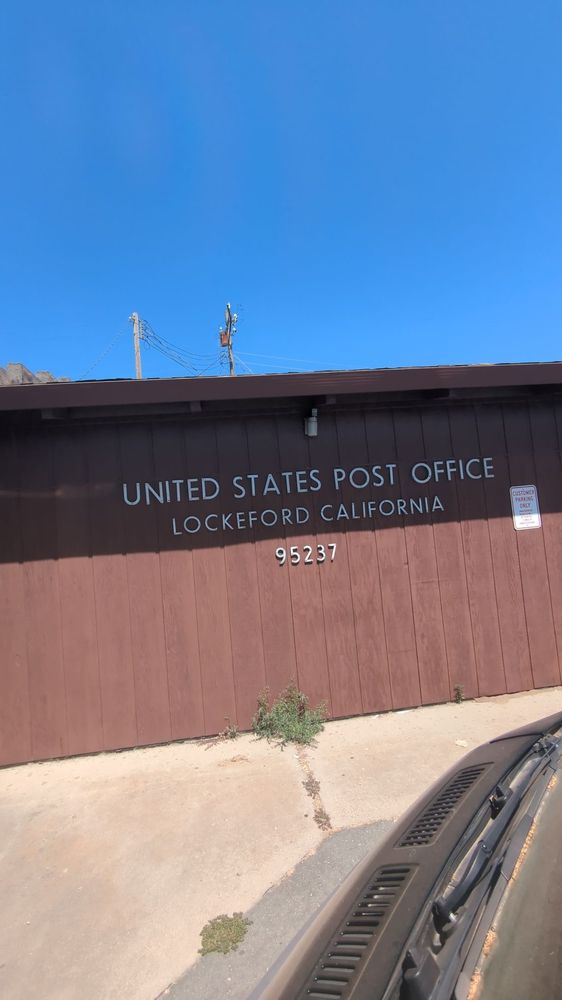 UNITED STATES POST OFFICE
LOCKEFORD CALIFORNIA
95237
CUSTOMER
PARKING
ONLY